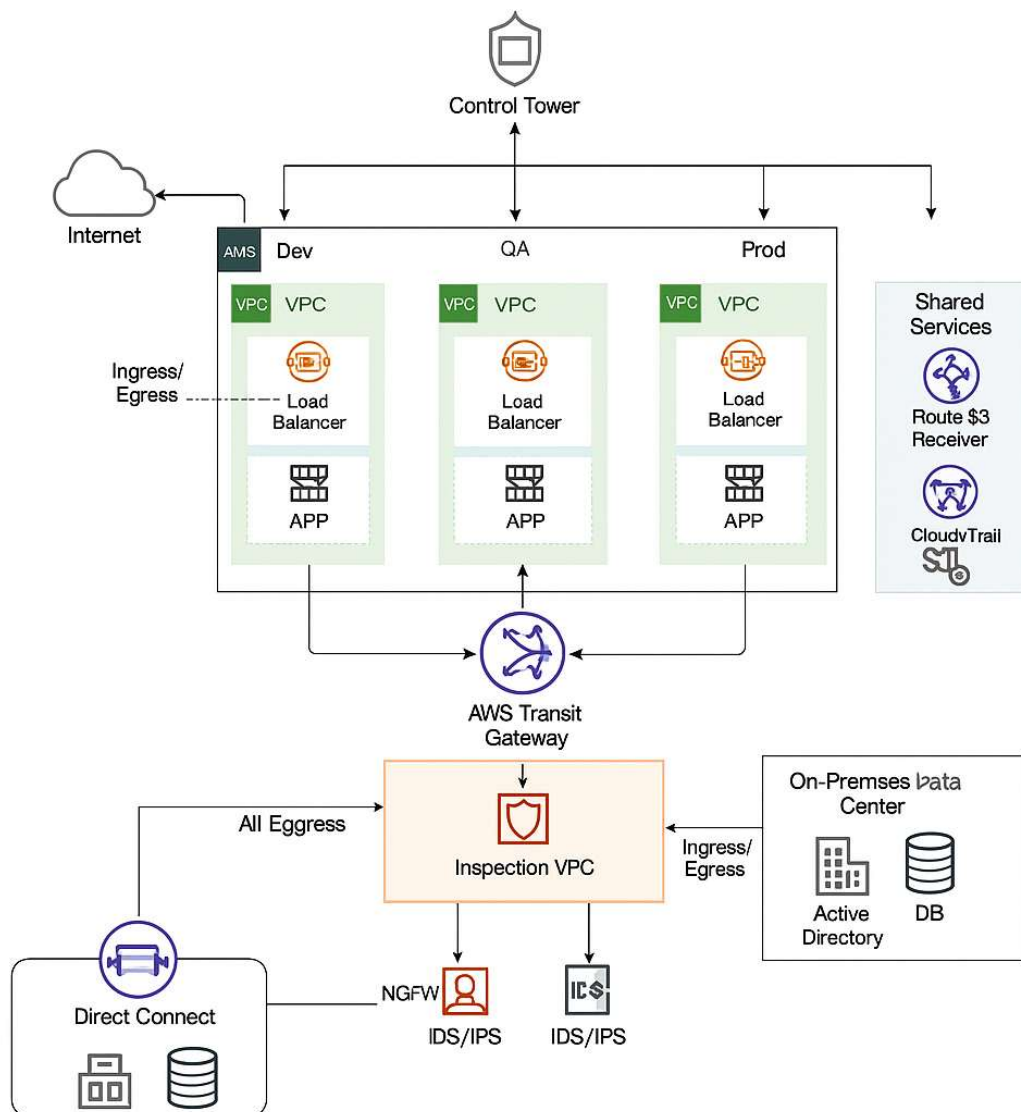 Control Tower
Internet
AMS
Dev
QA
Prod
VPC
VPC
VPC
VPC
VPC
VPC
Ingress/
Egress
Load
Balancer
Load
Balancer
Load
Balancer
APP
APP
APP
Shared
Services
Route $3
Receiver
CloudvTrail
AWS Transit
Gateway
All Eggress
Inspection VPC
Ingress/
Egress
On-Premses Data
Center
Active
Directory
DB
Direct Connect
NGFW
IDS/IPS
IDS/IPS